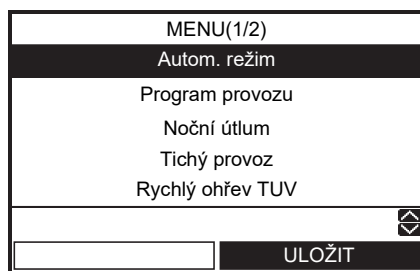 MENU(1/2)
Autom. režim
Program provozu
Noční útlum
Tichý provoz
Rychlý ohřev TUV
ULOŽIT